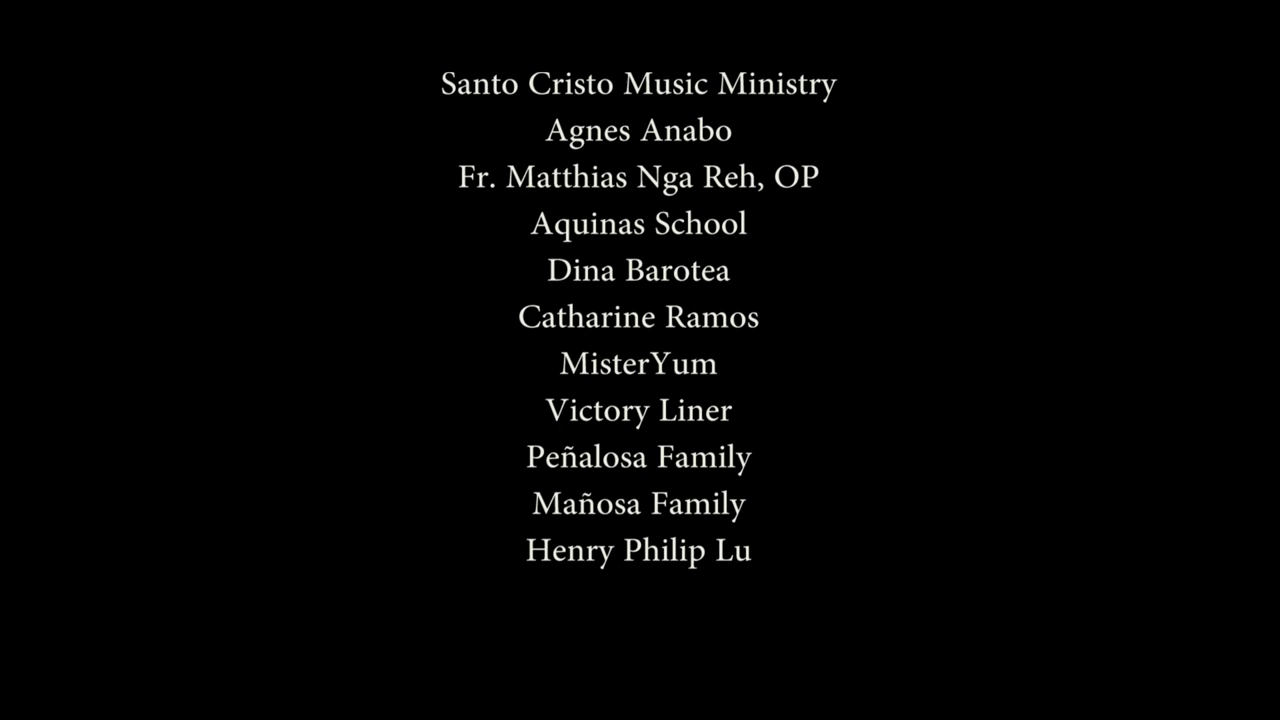 Santo Cristo Music Ministry
Agnes Anabo
Fr. Matthias Nga Reh, OP
Aquinas School
Dina Barotea
Catharine Ramos
MisterYum
Victory Liner
Peñalosa Family
Mañosa Family
Henry Philip Lu